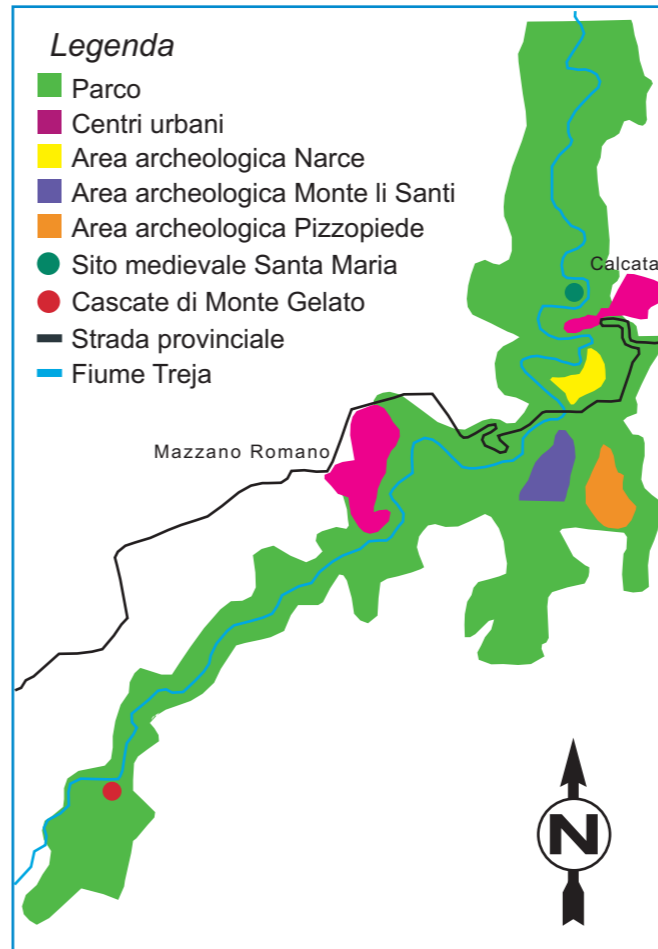 Legenda
Parco
Centri urbani
Area archeologica Narce
Area archeologica Monte li Santi
Area archeologica Pizzopiede
Sito medievale Santa Maria
Cascate di Monte Gelato
Strada provinciale
Fiume Treja
Calcata
Mazzano Romano
N